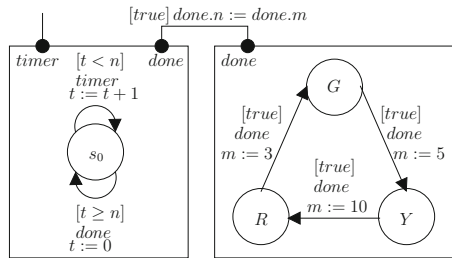 [true] done.n := done.m
timer
done
done
[t < n]
timer
t := t + 1
s₀
[t ≥ n]
done
t := 0
G
[true]
done
m := 3
[true]
done
m := 5
[true]
done
m := 10
R
Y